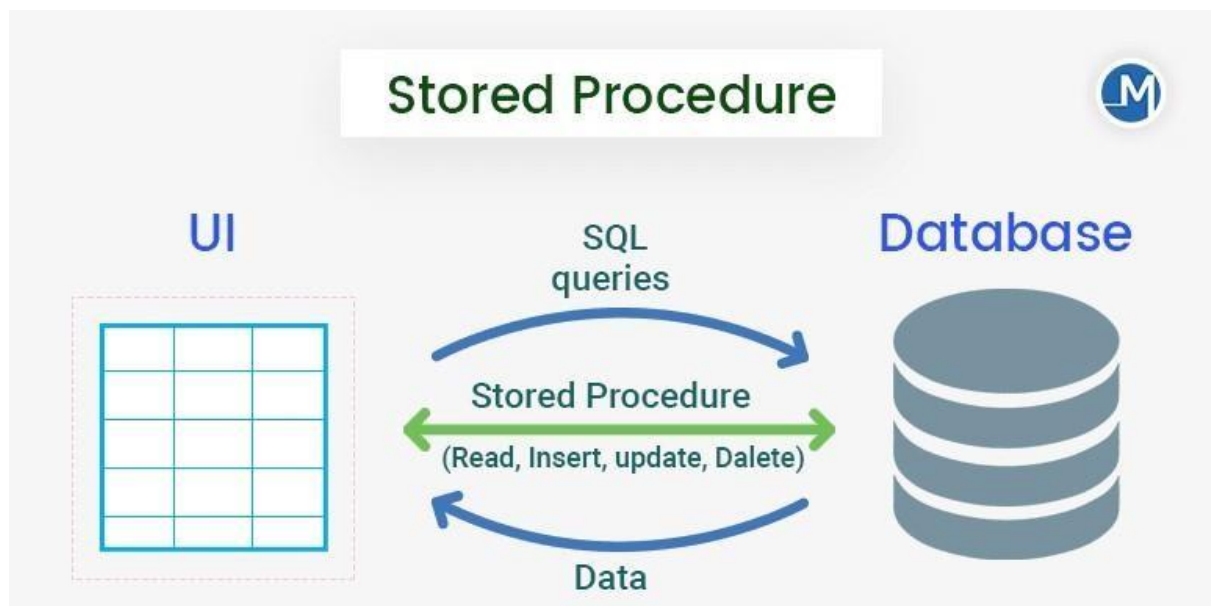 Stored Procedure
M
UI
Database
SQL
queries
Stored Procedure
(Read, Insert, update, Dalete)
Data